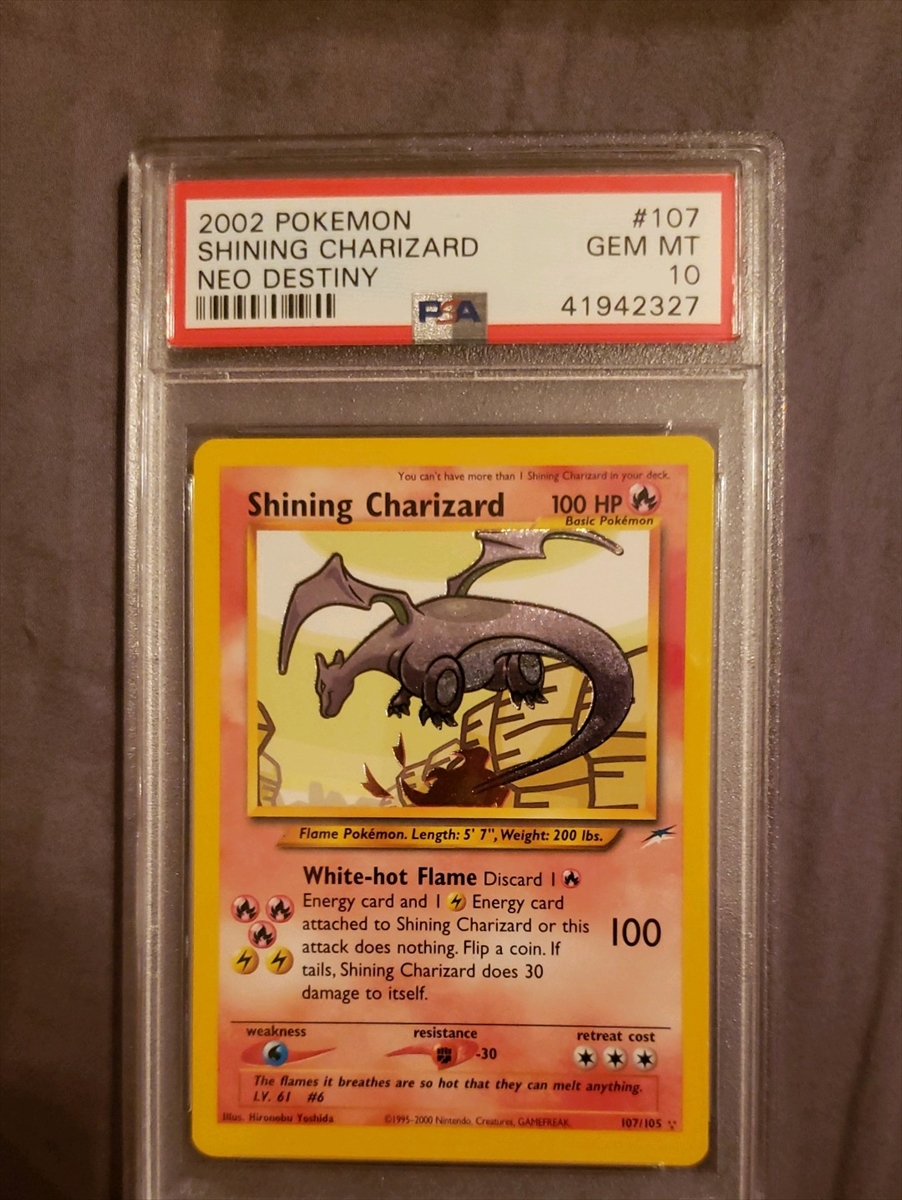 2002 POKEMON #107
SHINING CHARIZARD GEM MT
NEO DESTINY 10
PSA 41942327
You can't have more than 1 Shining Charizard in your deck.
Shining Charizard 100 HP
Basic Pokémon
Flame Pokémon. Length: 5' 7", Weight: 200 lbs.
White-hot Flame Discard 1
Energy card and 1 Energy card
attached to Shining Charizard or this
attack does nothing. Flip a coin. If
tails, Shining Charizard does 30
damage to itself.
100
weakness resistance retreat cost
-30
The flames it breathes are so hot that they can melt anything.
LV. 61 #6
Illus. Hironobu Yoshida ©1995-2000 Nintendo, Creatures, GAMEFREAK. 107/105